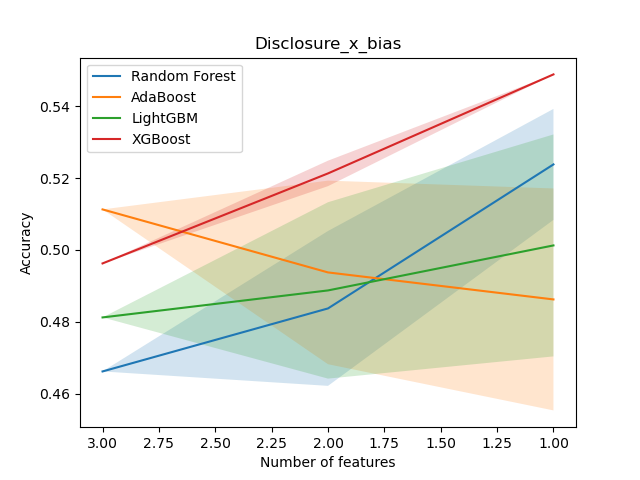 Disclosure_x_bias
Random Forest
AdaBoost
LightGBM
XGBoost
Accuracy
0.54
0.52
0.50
0.48
0.46
3.00 2.75 2.50 2.25 2.00 1.75 1.50 1.25 1.00
Number of features